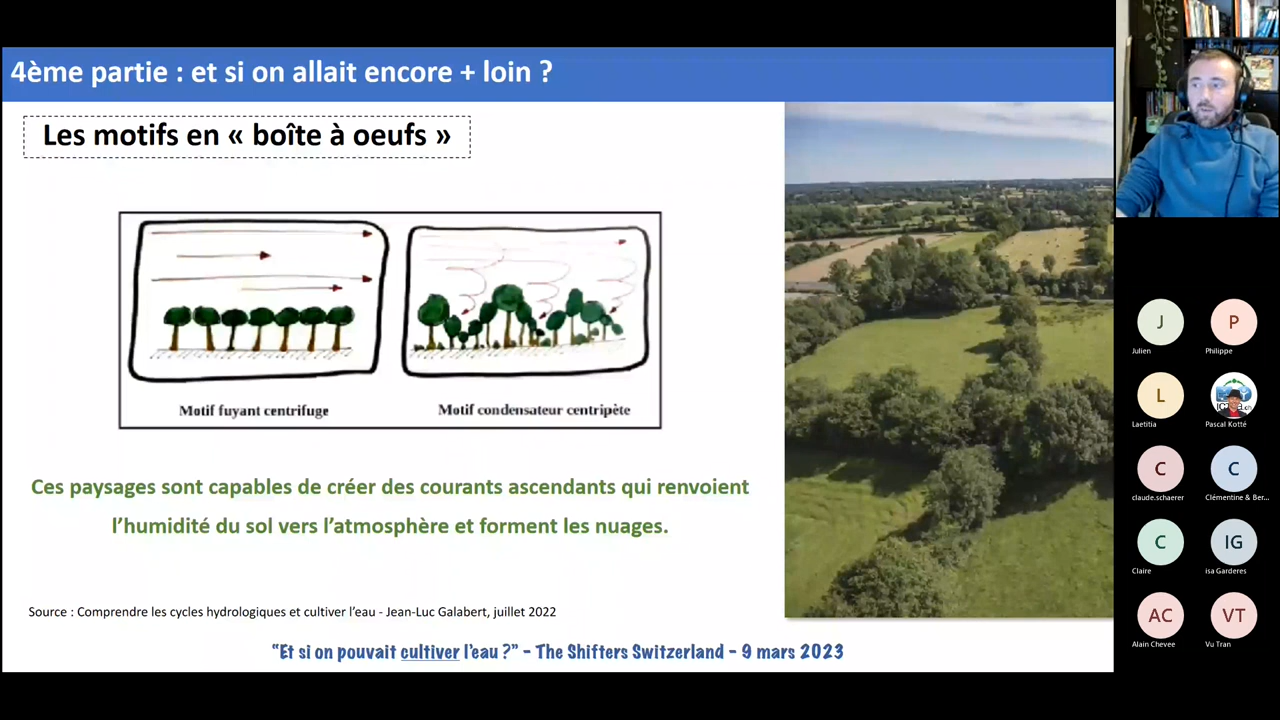 4ème partie : et si on allait encore + loin ?
Les motifs en « boîte à oeufs »
Motif fuyant centrifuge
Motif condensateur centripète
Ces paysages sont capables de créer des courants ascendants qui renvoient
l’humidité du sol vers l’atmosphère et forment les nuages.
Source : Comprendre les cycles hydrologiques et cultiver l’eau - Jean-Luc Galabert, juillet 2022
“Et si on pouvait cultiver l’eau ?” – The Shifters Switzerland – 9 mars 2023
J
Julien
P
Philippe
L
Laetitia
Pascal Kotté
C
claude.schaerer
C
Clémentine & Ber...
C
Claire
IG
isa Garderes
AC
Alain Chevee
VT
Vu Tran